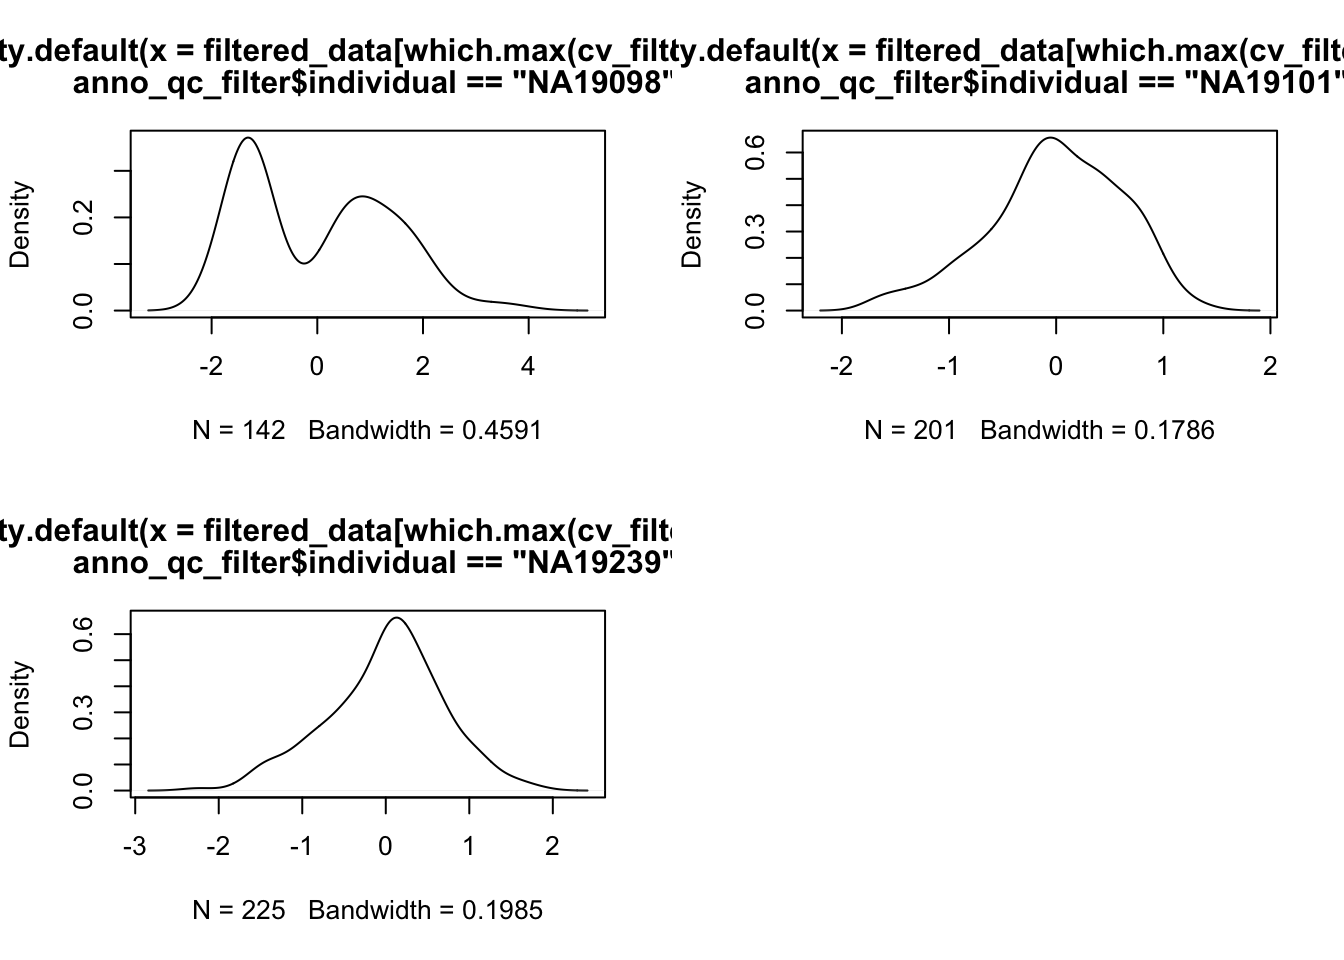 ty.default(x = filtered_data[which.max(cv_filt
anno_qc_filter$individual == "NA19098"
Density
0.0 0.2
-2 0 2 4
N = 142 Bandwidth = 0.4591
ty.default(x = filtered_data[which.max(cv_filte
anno_qc_filter$individual == "NA19101"
Density
0.0 0.3 0.6
-2 -1 0 1 2
N = 201 Bandwidth = 0.1786
ty.default(x = filtered_data[which.max(cv_filte
anno_qc_filter$individual == "NA19239"
Density
0.0 0.3 0.6
-3 -2 -1 0 1 2
N = 225 Bandwidth = 0.1985